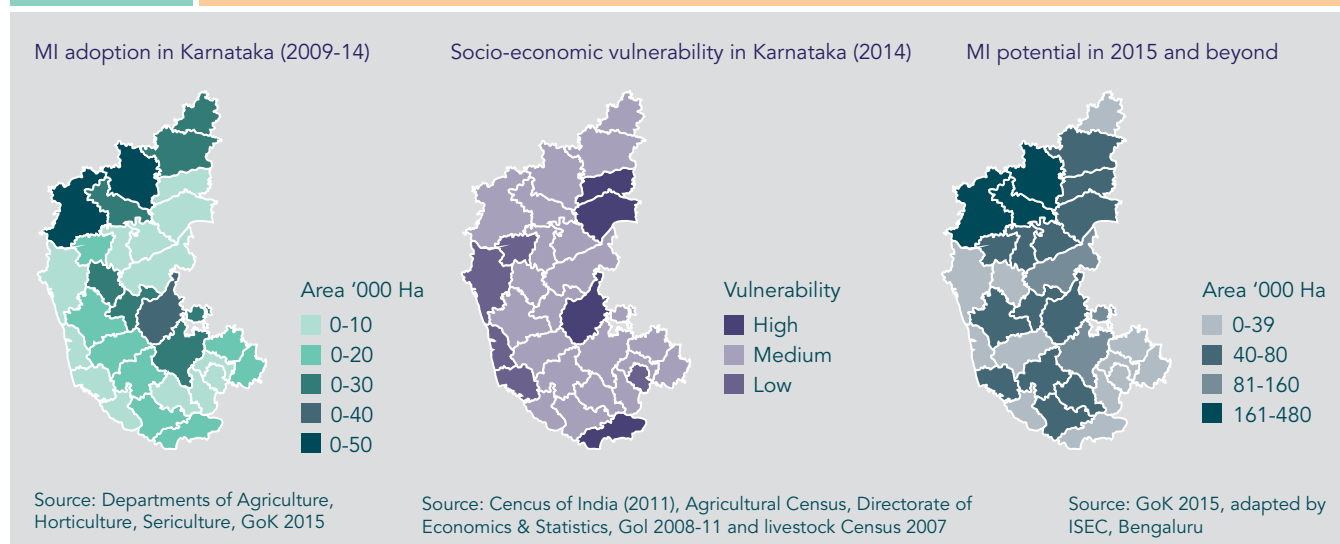 MI adoption in Karnataka (2009-14)
Socio-economic vulnerability in Karnataka (2014)
MI potential in 2015 and beyond
Area ‘000 Ha
0-10
0-20
0-30
0-40
0-50
Vulnerability
High
Medium
Low
Area ‘000 Ha
0-39
40-80
81-160
161-480
Source: Departments of Agriculture,
Horticulture, Sericulture, GoK 2015
Source: Cencus of India (2011), Agricultural Census, Directorate of
Economics & Statistics, GoI 2008-11 and livestock Census 2007
Source: GoK 2015, adapted by
ISEC, Bengaluru